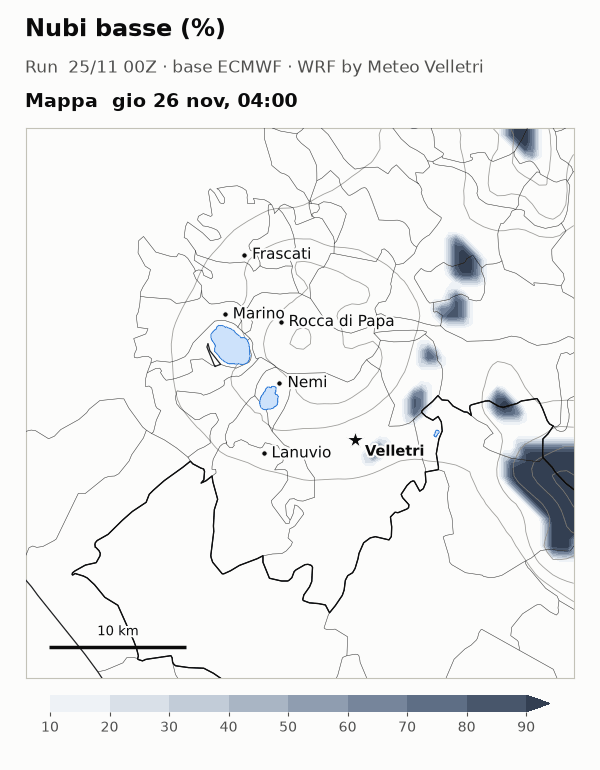 Nubi basse (%)
Run  25/11 00Z · base ECMWF · WRF by Meteo Velletri
Mappa  gio 26 nov, 04:00
Frascati
Marino
Rocca di Papa
Nemi
Velletri
Lanuvio
10 km
10 20 30 40 50 60 70 80 90